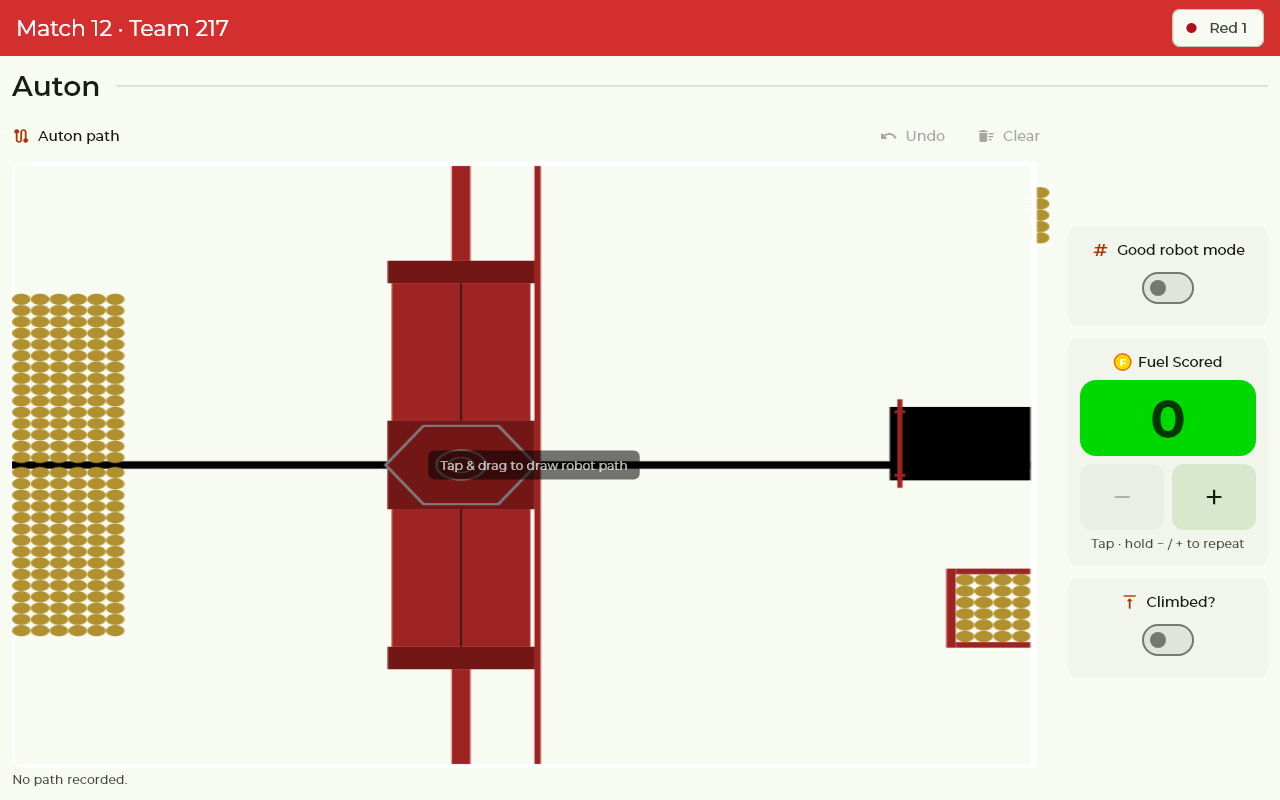 Match 12 · Team 217
Red 1
Auton
Auton path
Undo
Clear
Tap & drag to draw robot path
No path recorded.
# Good robot mode
F Fuel Scored
0
− +
Tap · hold − / + to repeat
Climbed?